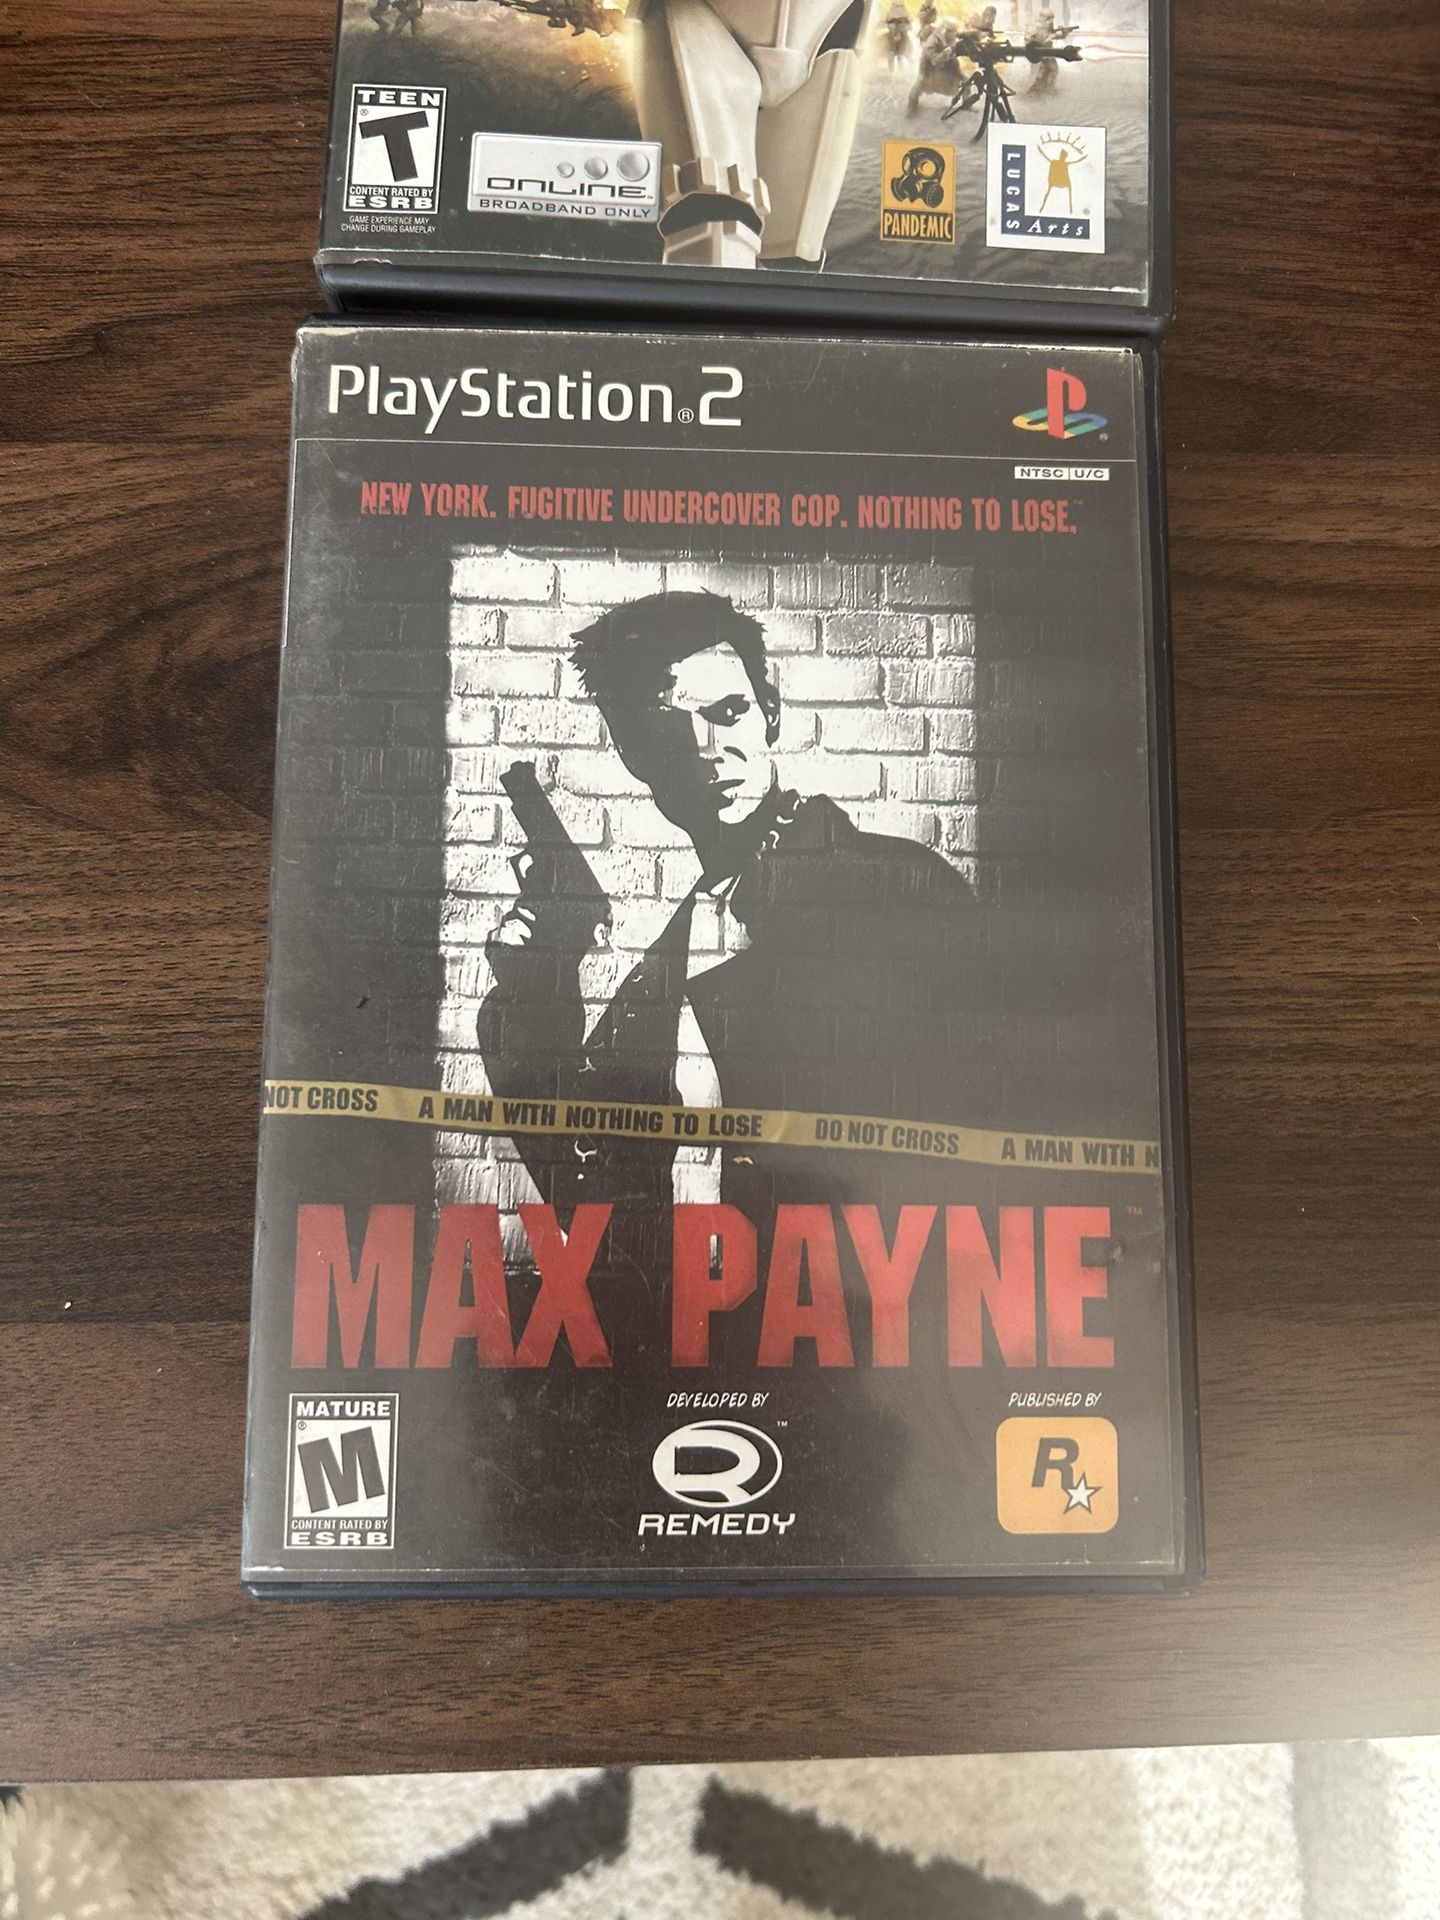 TEEN
T
CONTENT RATED BY
ESRB
GAME EXPERIENCE MAY
CHANGE DURING GAMEPLAY
ONLINE™
BROADBAND ONLY
PANDEMIC
LUCAS
Arts
PlayStation®2
NTSC U/C
NEW YORK. FUGITIVE UNDERCOVER COP. NOTHING TO LOSE.™
NOT CROSS A MAN WITH NOTHING TO LOSE DO NOT CROSS A MAN WITH N
MAX PAYNE™
MATURE
M
CONTENT RATED BY
ESRB
DEVELOPED BY
REMEDY
PUBLISHED BY
R